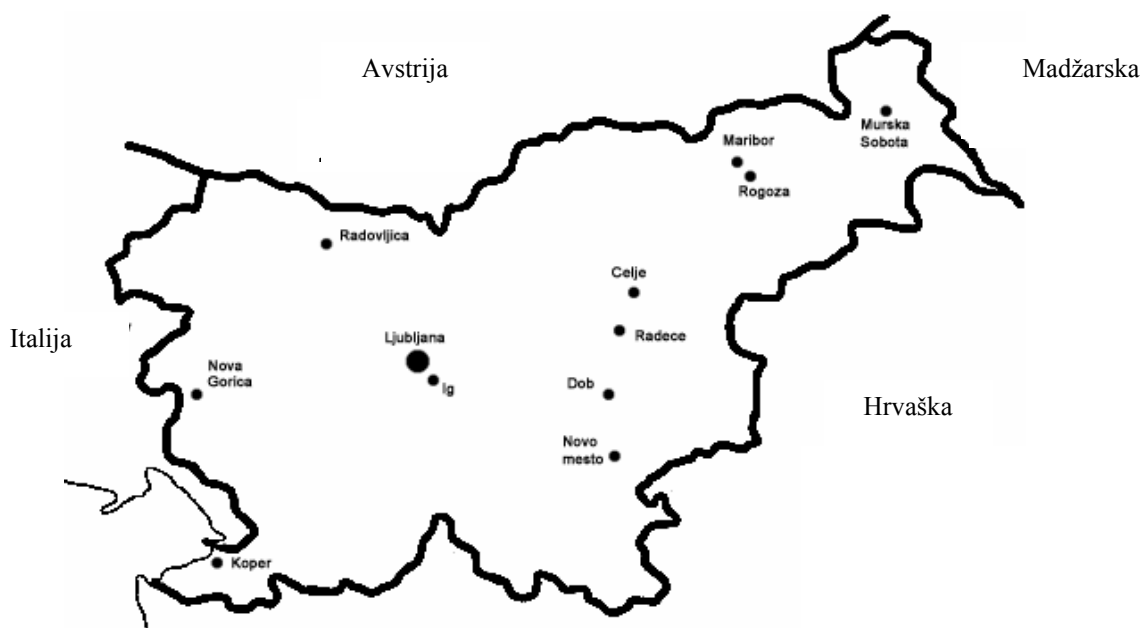 Avstrija
Madžarska
Murska
Sobota
Maribor
Rogoza
Radovljica
Celje
Italija
Radece
Ljubljana
Nova
Gorica
Ig
Dob
Hrvaška
Novo
mesto
Koper